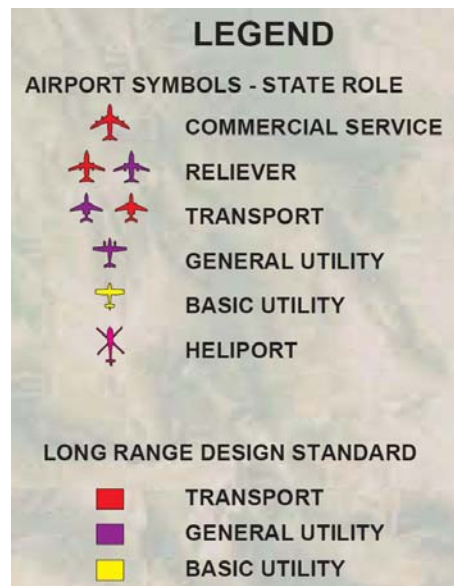 LEGEND
AIRPORT SYMBOLS - STATE ROLE
COMMERCIAL SERVICE
RELIEVER
TRANSPORT
GENERAL UTILITY
BASIC UTILITY
HELIPORT
LONG RANGE DESIGN STANDARD
TRANSPORT
GENERAL UTILITY
BASIC UTILITY